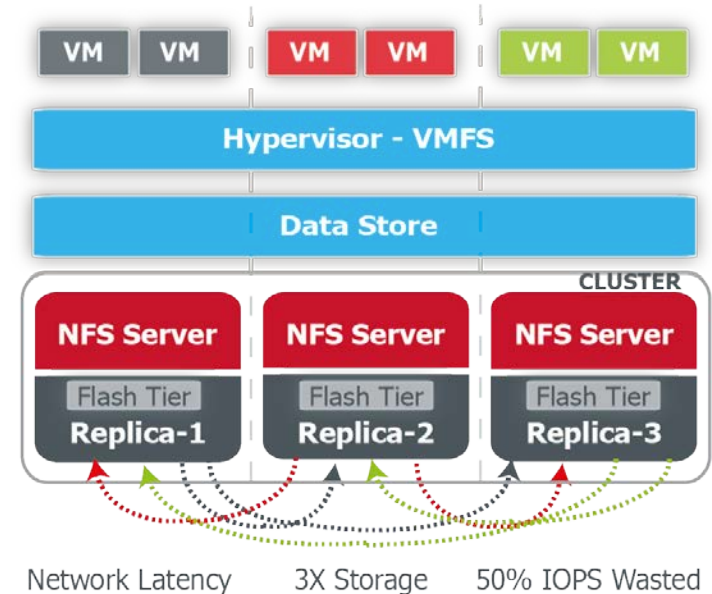 VM VM VM VM VM VM
Hypervisor - VMFS
Data Store
CLUSTER
NFS Server NFS Server NFS Server
Flash Tier Flash Tier Flash Tier
Replica-1 Replica-2 Replica-3
Network Latency 3X Storage 50% IOPS Wasted